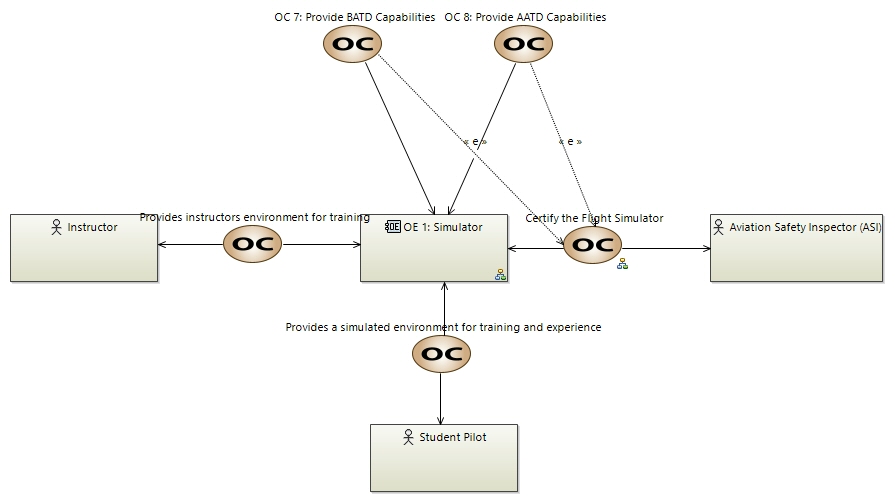 OC 7: Provide BATD Capabilities
OC 8: Provide AATD Capabilities
OC
OC
« e »
« e »
Instructor
Provides instructors environment for training
OC
OE
OE 1: Simulator
Certify the Flight Simulator
OC
Aviation Safety Inspector (ASI)
Provides a simulated environment for training and experience
OC
Student Pilot